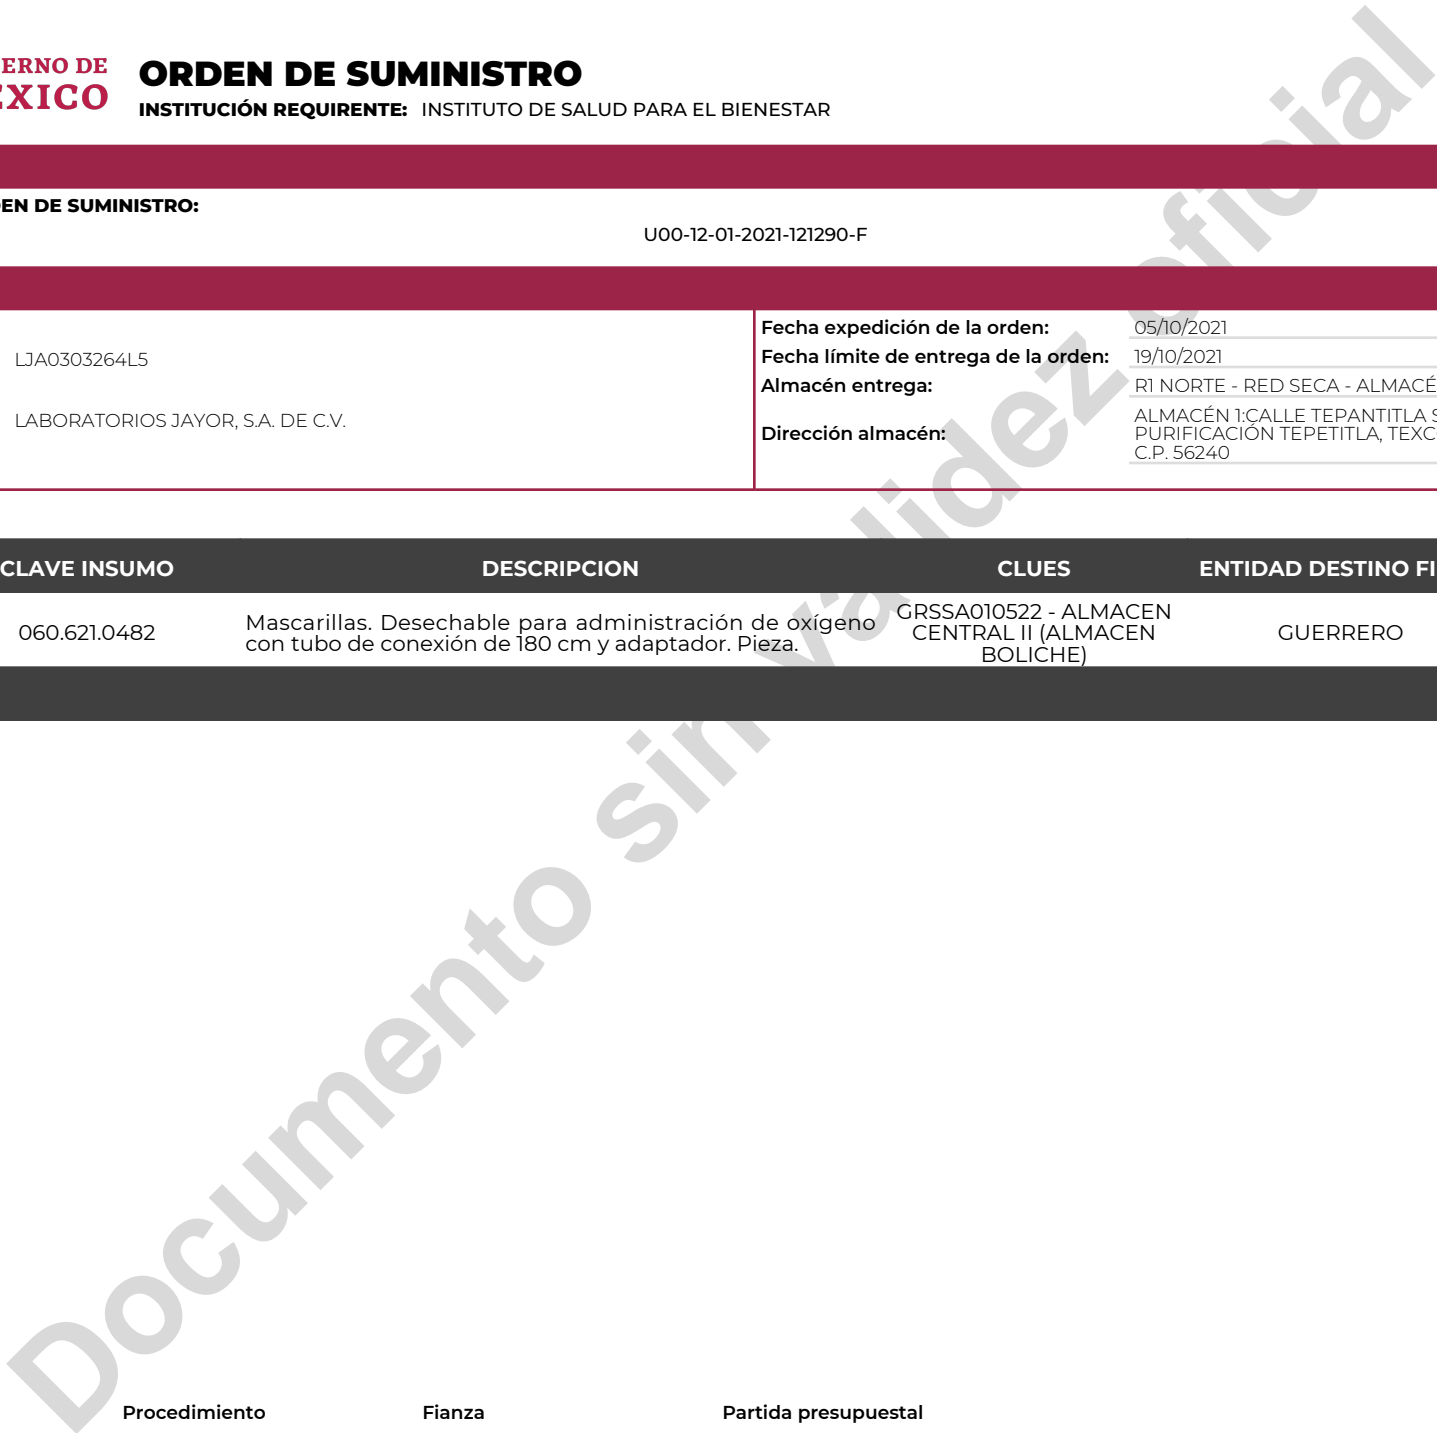 ERNO DE
EXICO
ORDEN DE SUMINISTRO
INSTITUCIÓN REQUIRENTE: INSTITUTO DE SALUD PARA EL BIENESTAR
EN DE SUMINISTRO:
U00-12-01-2021-121290-F
LJA0303264L5
LABORATORIOS JAYOR, S.A. DE C.V.
Fecha expedición de la orden: 05/10/2021
Fecha límite de entrega de la orden: 19/10/2021
Almacén entrega: R1 NORTE - RED SECA - ALMACÉ
Dirección almacén: ALMACÉN 1:CALLE TEPANTITLA S
PURIFICACIÓN TEPETITLA, TEXC
C.P. 56240
CLAVE INSUMO DESCRIPCION CLUES ENTIDAD DESTINO FI
060.621.0482
Mascarillas. Desechable para administración de oxígeno
con tubo de conexión de 180 cm y adaptador. Pieza.
GRSSA010522 - ALMACEN
CENTRAL II (ALMACEN
BOLICHE)
GUERRERO
Documento sin validez oficial
Procedimiento Fianza Partida presupuestal